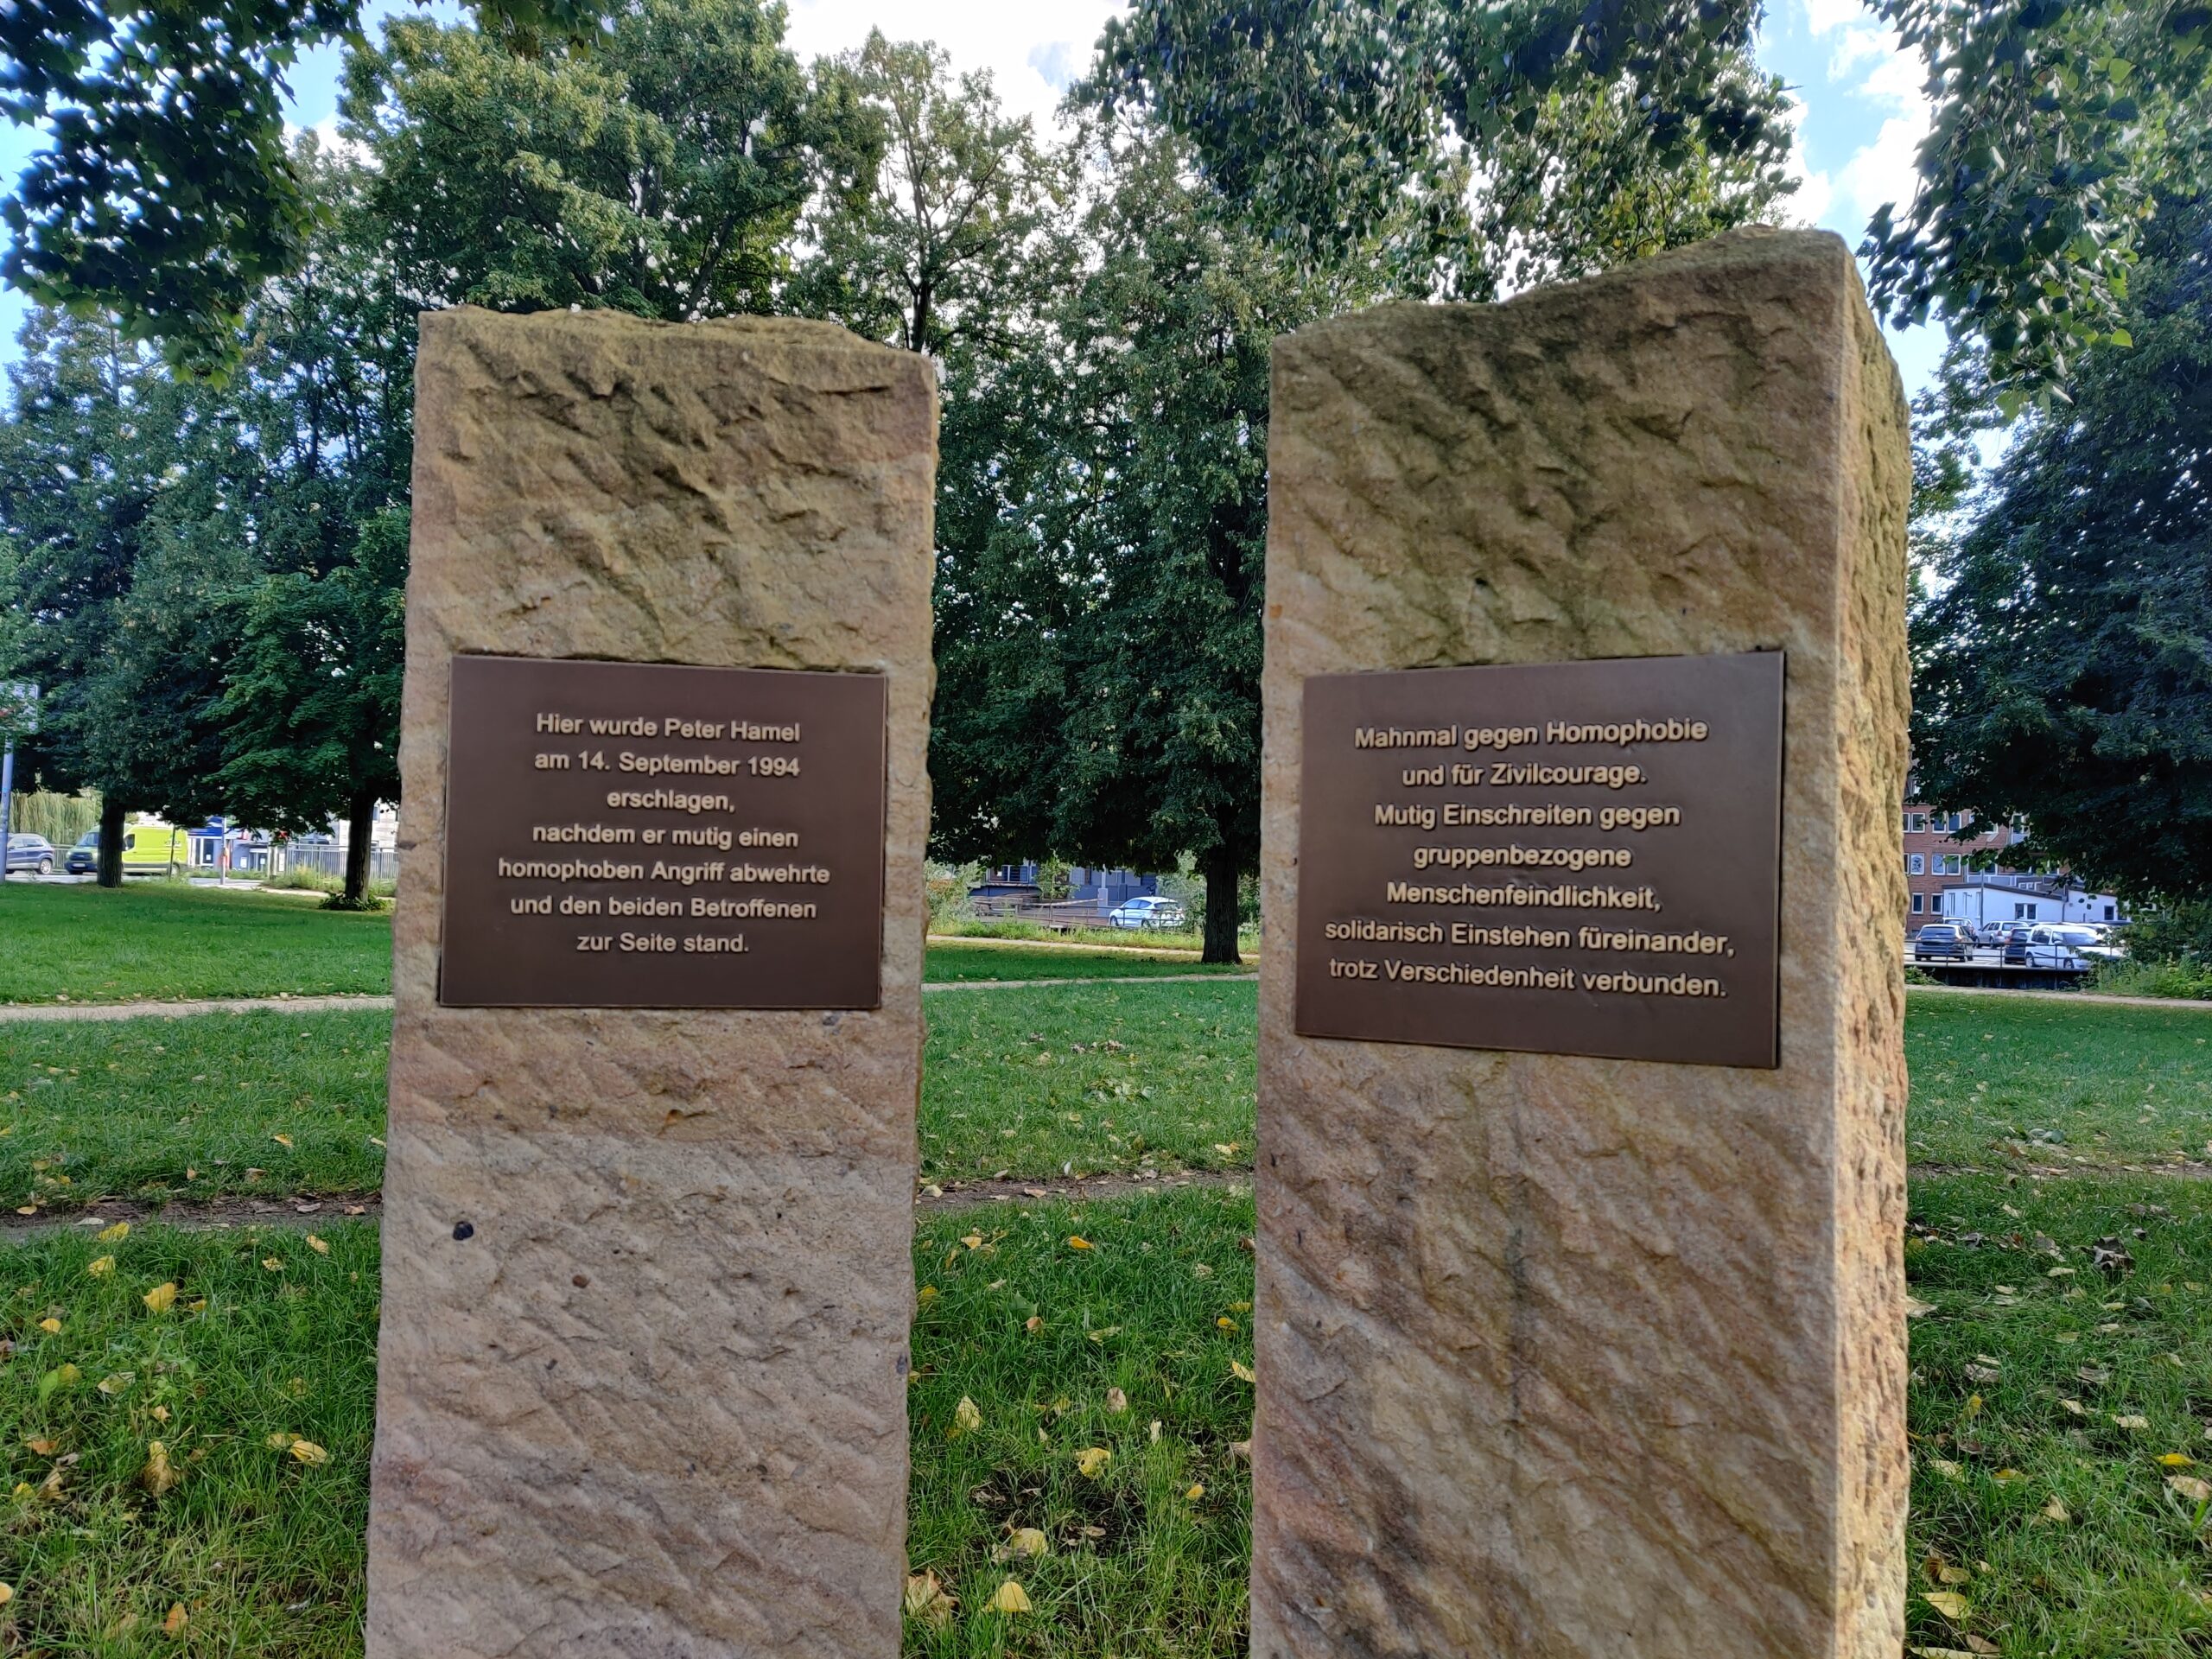 Hier wurde Peter Hamel
am 14. September 1994
erschlagen,
nachdem er mutig einen
homophoben Angriff abwehrte
und den beiden Betroffenen
zur Seite stand.
Mahnmal gegen Homophobie
und für Zivilcourage.
Mutig Einschreiten gegen
gruppenbezogene
Menschenfeindlichkeit,
solidarisch Einstehen füreinander,
trotz Verschiedenheit verbunden.